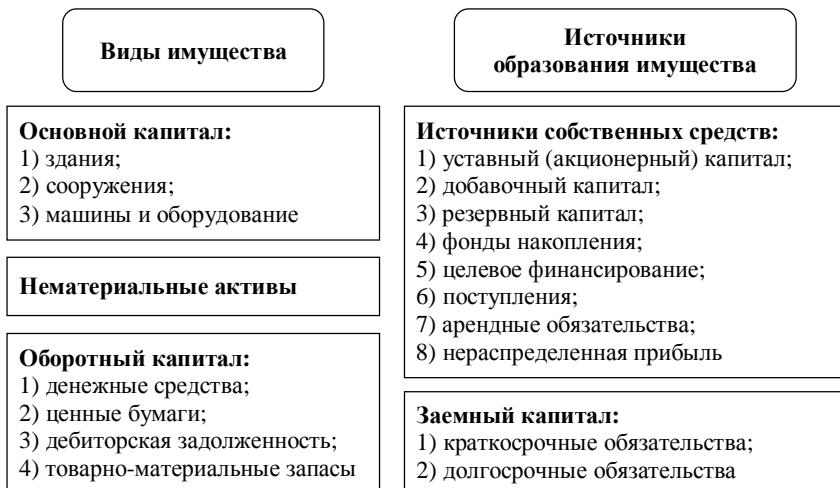 Виды имущества
Основной капитал:
1) здания;
2) сооружения;
3) машины и оборудование
Нематериальные активы
Оборотный капитал:
1) денежные средства;
2) ценные бумаги;
3) дебиторская задолженность;
4) товарно-материальные запасы
Источники
образования имущества
Источники собственных средств:
1) уставный (акционерный) капитал;
2) добавочный капитал;
3) резервный капитал;
4) фонды накопления;
5) целевое финансирование;
6) поступления;
7) арендные обязательства;
8) нераспределенная прибыль
Заемный капитал:
1) краткосрочные обязательства;
2) долгосрочные обязательства